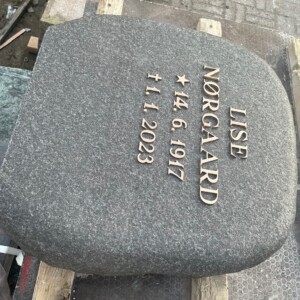 LISE
NØRGAARD
★ 14. 6. 1917
† 1. 1. 2023